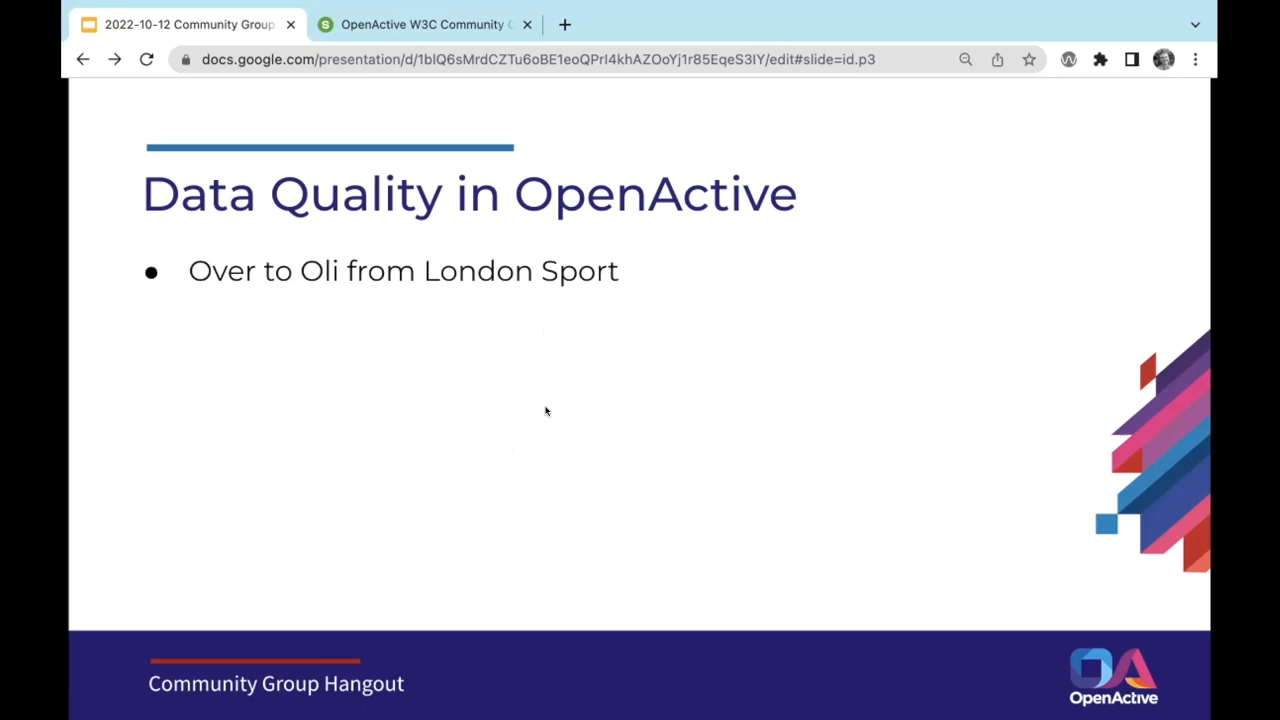 2022-10-12 Community Group
OpenActive W3C Community
docs.google.com/presentation/d/1blQ6sMrdCZTu6oBE1eoQPrI4khAZOoYj1r85EqeS3IY/edit#slide=id.p3
Data Quality in OpenActive
● Over to Oli from London Sport
Community Group Hangout
OA
OpenActive